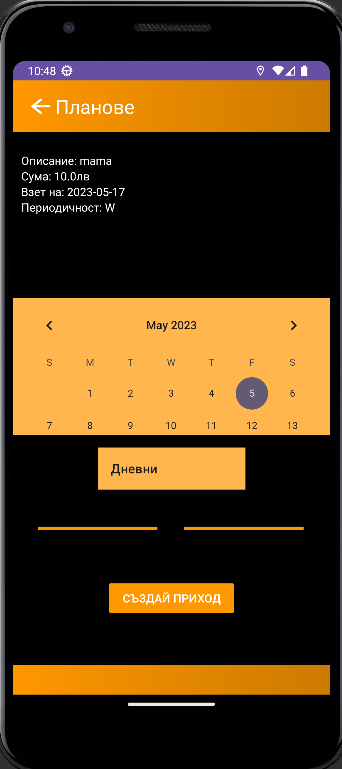 10:48
Планове
Описание: mama
Сума: 10.0лв
Взет на: 2023-05-17
Периодичност: W
May 2023
S M T W T F S
1 2 3 4 5 6
7 8 9 10 11 12 13
Дневни
СЪЗДАЙ ПРИХОД